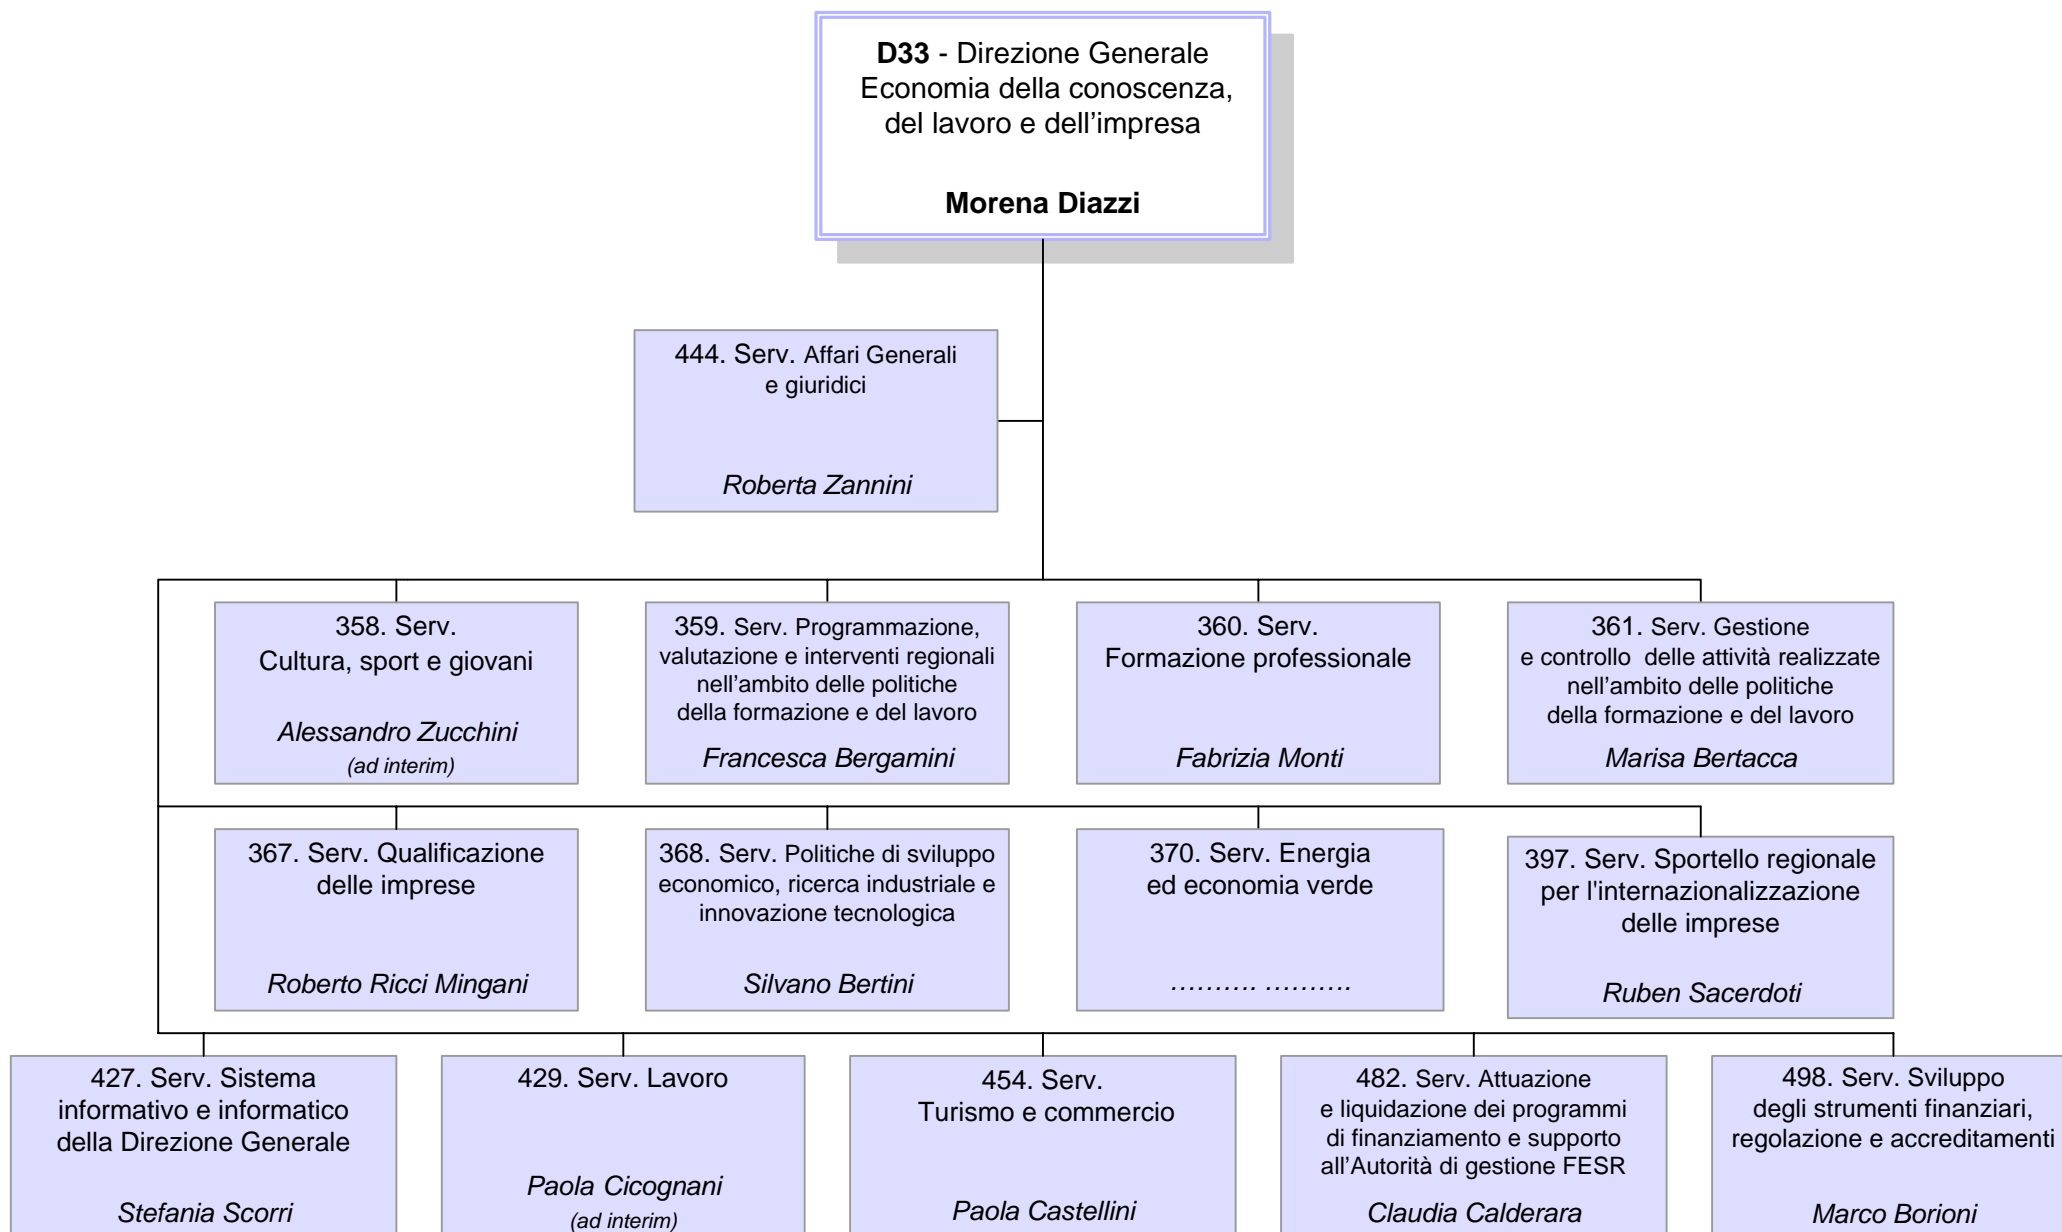 D33 - Direzione Generale
Economia della conoscenza,
del lavoro e dell’impresa
Morena Diazzi
444. Serv. Affari Generali
e giuridici
Roberta Zannini
358. Serv.
Cultura, sport e giovani
Alessandro Zucchini
(ad interim)
359. Serv. Programmazione,
valutazione e interventi regionali
nell’ambito delle politiche
della formazione e del lavoro
Francesca Bergamini
360. Serv.
Formazione professionale
Fabrizia Monti
361. Serv. Gestione
e controllo delle attività realizzate
nell’ambito delle politiche
della formazione e del lavoro
Marisa Bertacca
367. Serv. Qualificazione
delle imprese
Roberto Ricci Mingani
368. Serv. Politiche di sviluppo
economico, ricerca industriale e
innovazione tecnologica
Silvano Bertini
370. Serv. Energia
ed economia verde
………. ……….
397. Serv. Sportello regionale
per l'internazionalizzazione
delle imprese
Ruben Sacerdoti
427. Serv. Sistema
informativo e informatico
della Direzione Generale
Stefania Scorri
429. Serv. Lavoro
Paola Cicognani
(ad interim)
454. Serv.
Turismo e commercio
Paola Castellini
482. Serv. Attuazione
e liquidazione dei programmi
di finanziamento e supporto
all’Autorità di gestione FESR
Claudia Calderara
498. Serv. Sviluppo
degli strumenti finanziari,
regolazione e accreditamenti
Marco Borioni